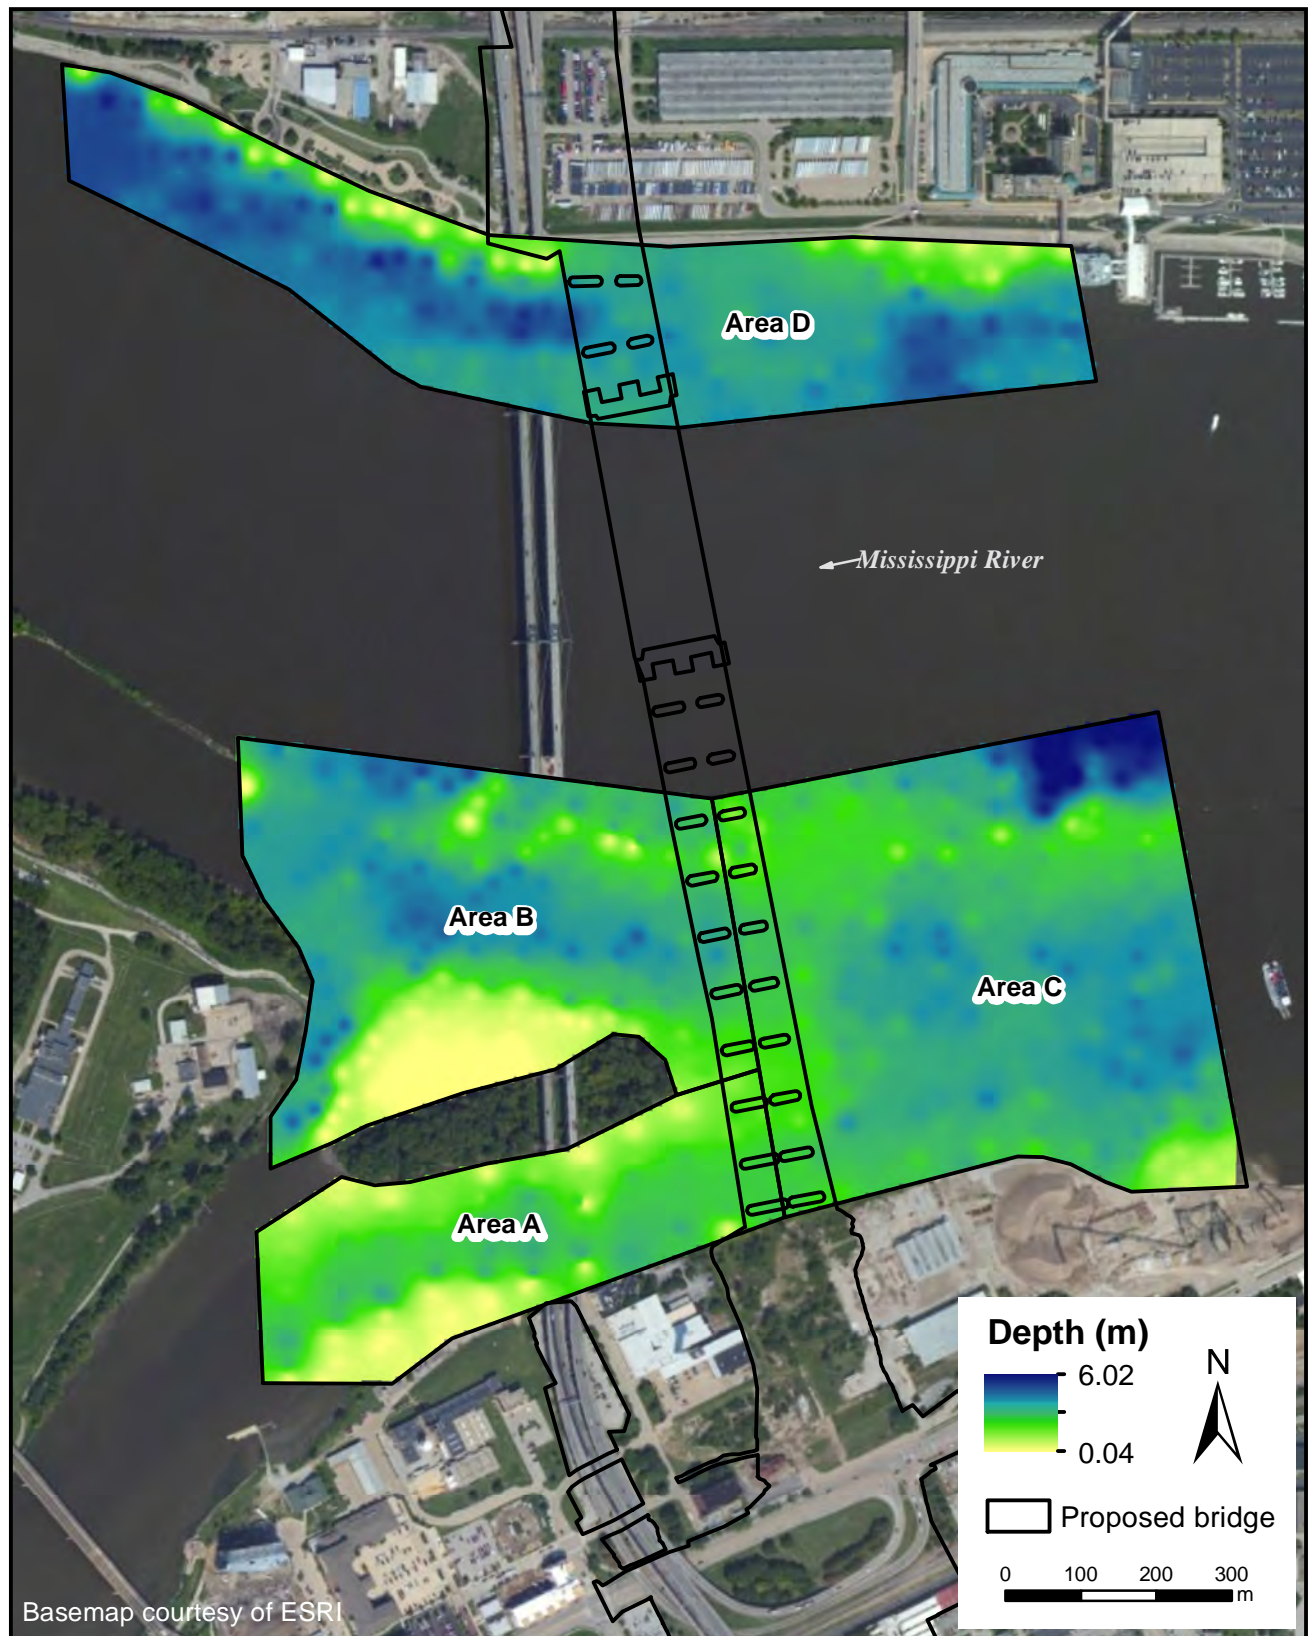 Area D
Mississippi River
Area B
Area C
Area A
Depth (m)
6.02
0.04
N
Proposed bridge
0 100 200 300
m
Basemap courtesy of ESRI